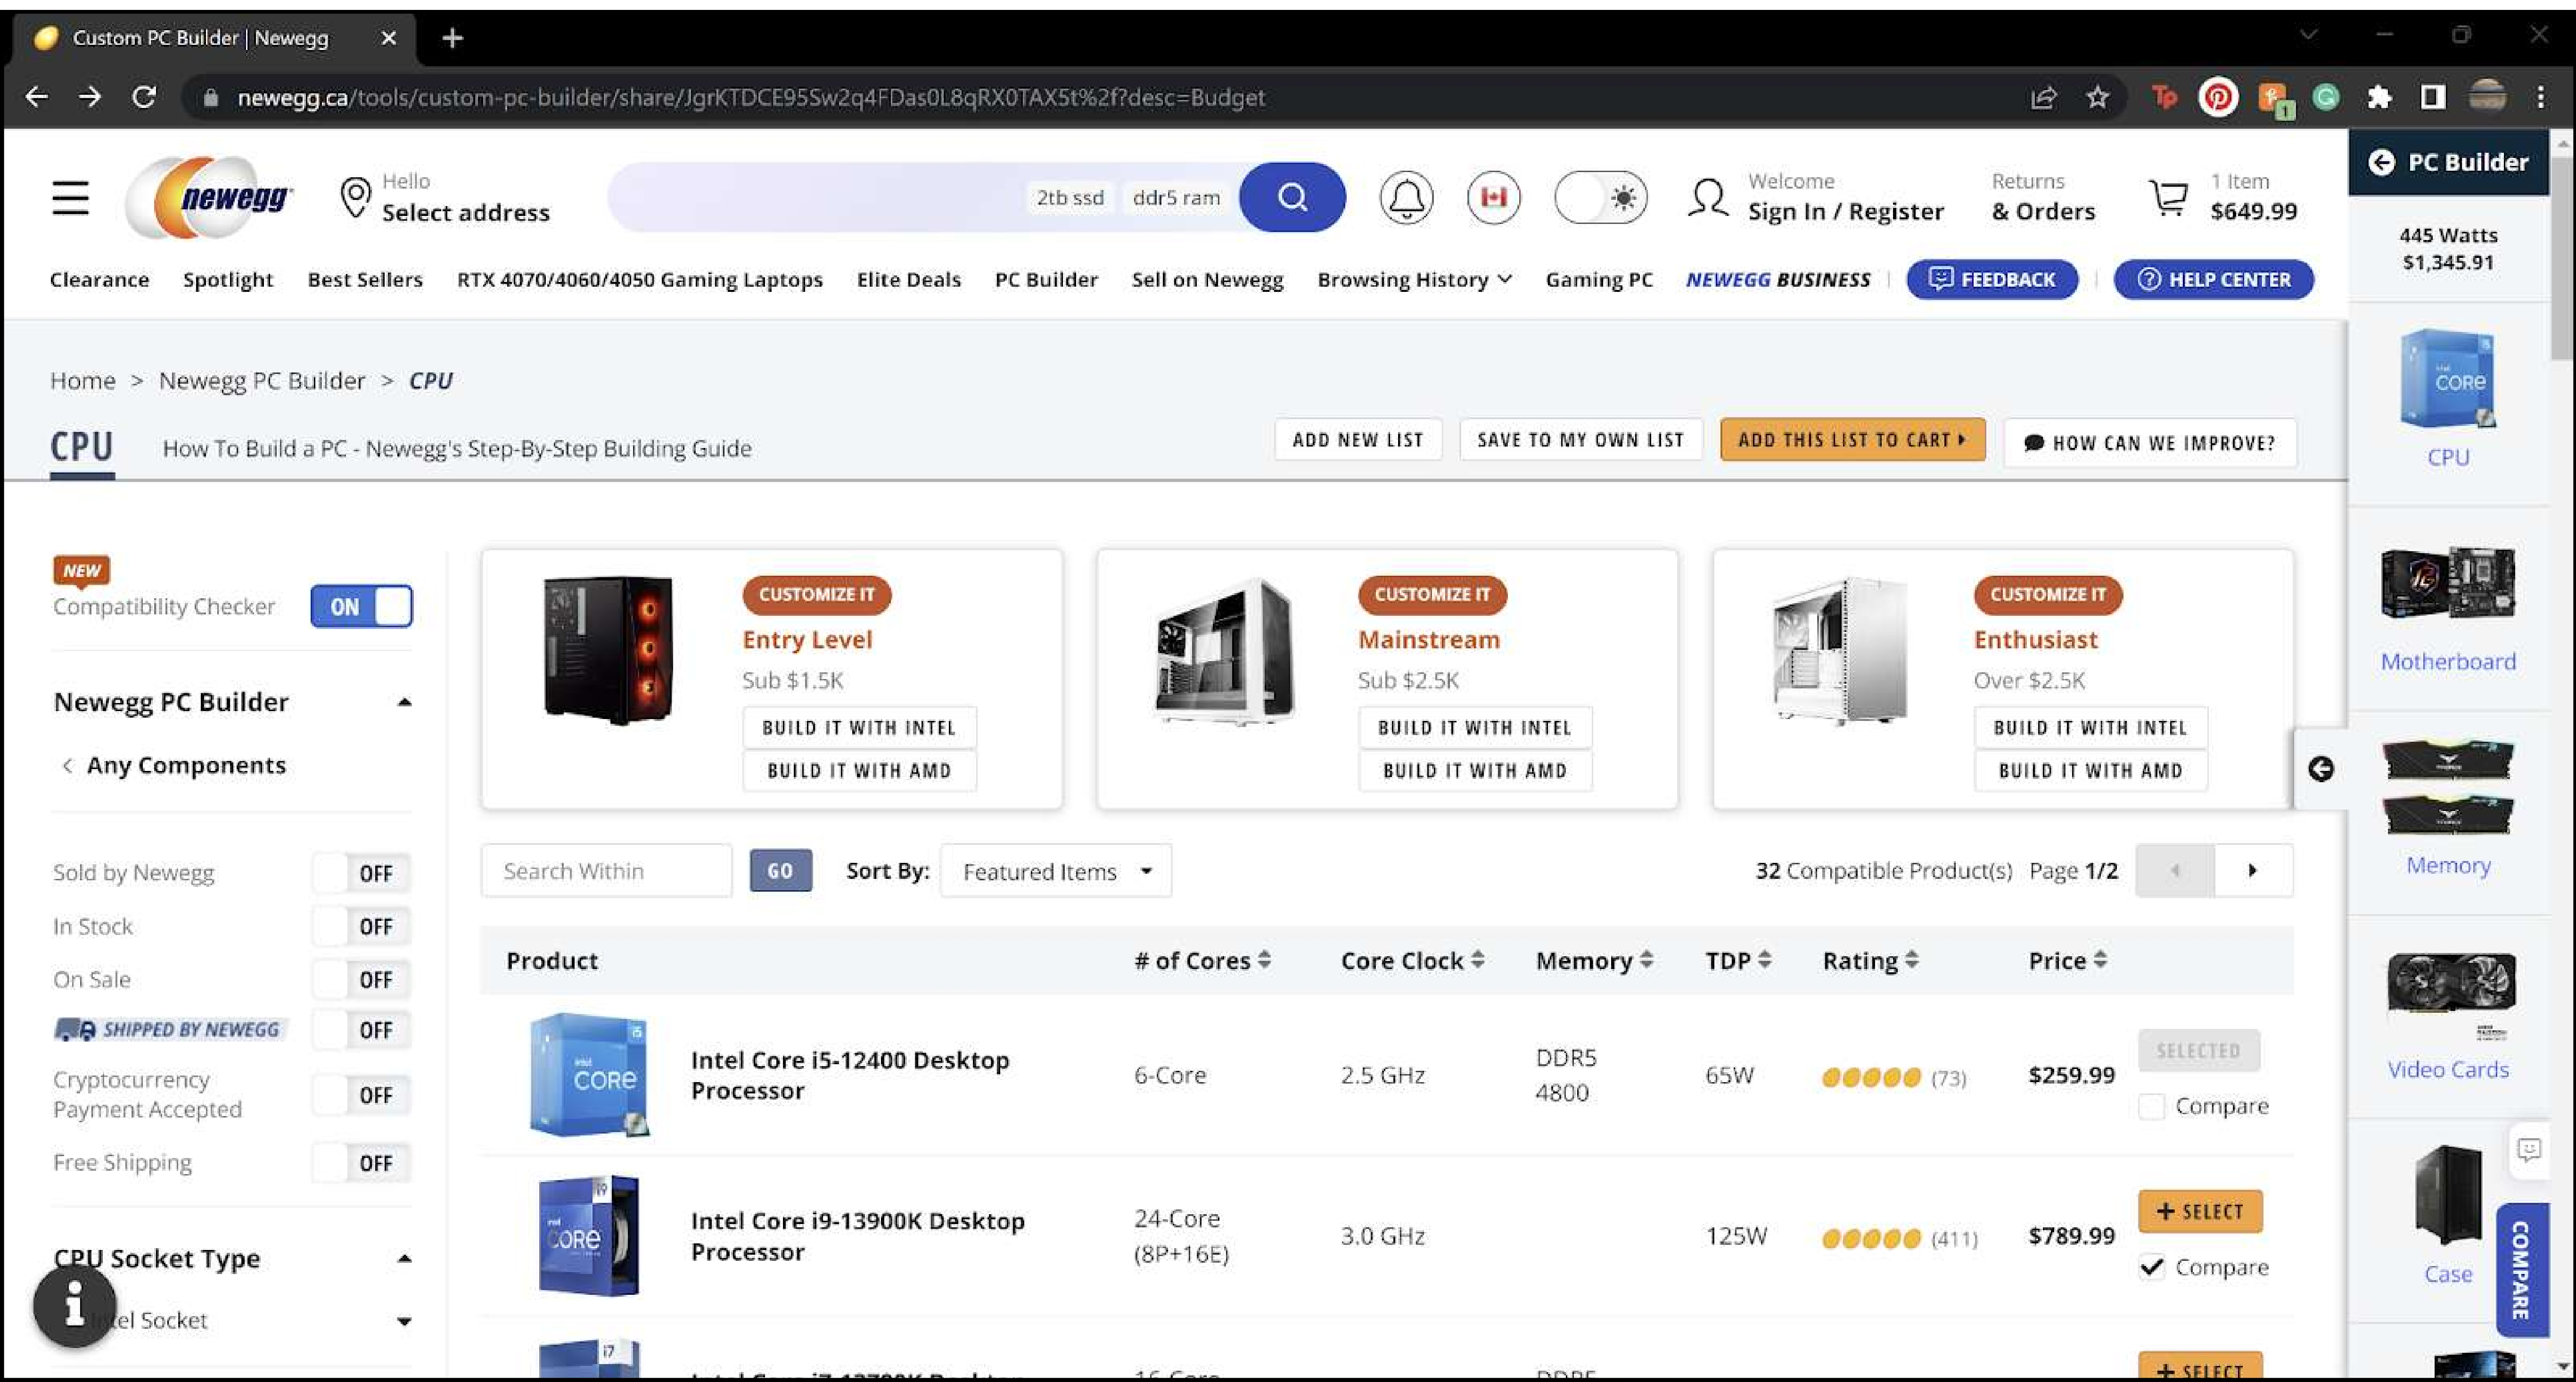 Custom PC Builder | Newegg
newegg.ca/tools/custom-pc-builder/share/JgrKTDCE95Sw2q4FDas0L8qRX0TAX5t%2f?desc=Budget
newegg
Hello
Select address
2tb ssd
ddr5 ram
Welcome
Sign In / Register
Returns
& Orders
1 Item
$649.99
Clearance
Spotlight
Best Sellers
RTX 4070/4060/4050 Gaming Laptops
Elite Deals
PC Builder
Sell on Newegg
Browsing History
Gaming PC
NEWEGG BUSINESS
FEEDBACK
HELP CENTER
Home > Newegg PC Builder > CPU
CPU
How To Build a PC - Newegg's Step-By-Step Building Guide
ADD NEW LIST
SAVE TO MY OWN LIST
ADD THIS LIST TO CART
HOW CAN WE IMPROVE?
NEW
Compatibility Checker
ON
Newegg PC Builder
Any Components
Sold by Newegg
OFF
In Stock
OFF
On Sale
OFF
SHIPPED BY NEWEGG
OFF
Cryptocurrency
Payment Accepted
OFF
Free Shipping
OFF
CPU Socket Type
tel Socket
CUSTOMIZE IT
Entry Level
Sub $1.5K
BUILD IT WITH INTEL
BUILD IT WITH AMD
CUSTOMIZE IT
Mainstream
Sub $2.5K
BUILD IT WITH INTEL
BUILD IT WITH AMD
CUSTOMIZE IT
Enthusiast
Over $2.5K
BUILD IT WITH INTEL
BUILD IT WITH AMD
Search Within
GO
Sort By:
Featured Items
32 Compatible Product(s)
Page 1/2
Product
# of Cores
Core Clock
Memory
TDP
Rating
Price
i5
intel
CORE
Intel Core i5-12400 Desktop
Processor
6-Core
2.5 GHz
DDR5
4800
65W
(73)
$259.99
SELECTED
Compare
i9
intel
CORE
Intel Core i9-13900K Desktop
Processor
24-Core
(8P+16E)
3.0 GHz
125W
(411)
$789.99
+ SELECT
Compare
i7
+ SELECT
PC Builder
445 Watts
$1,345.91
CORE
CPU
Motherboard
Memory
Video Cards
Case
COMPARE